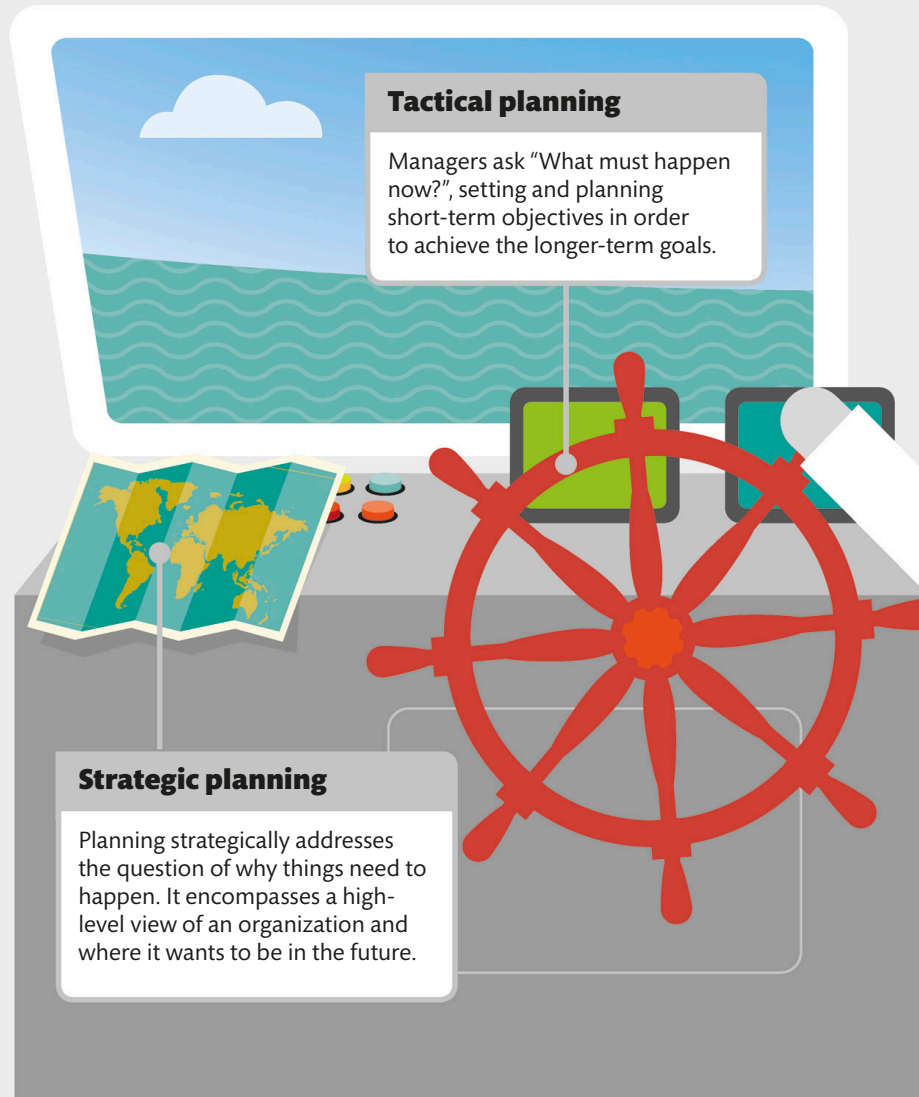 Tactical planning
Managers ask “What must happen
now?”, setting and planning
short-term objectives in order
to achieve the longer-term goals.
Strategic planning
Planning strategically addresses
the question of why things need to
happen. It encompasses a high-
level view of an organization and
where it wants to be in the future.